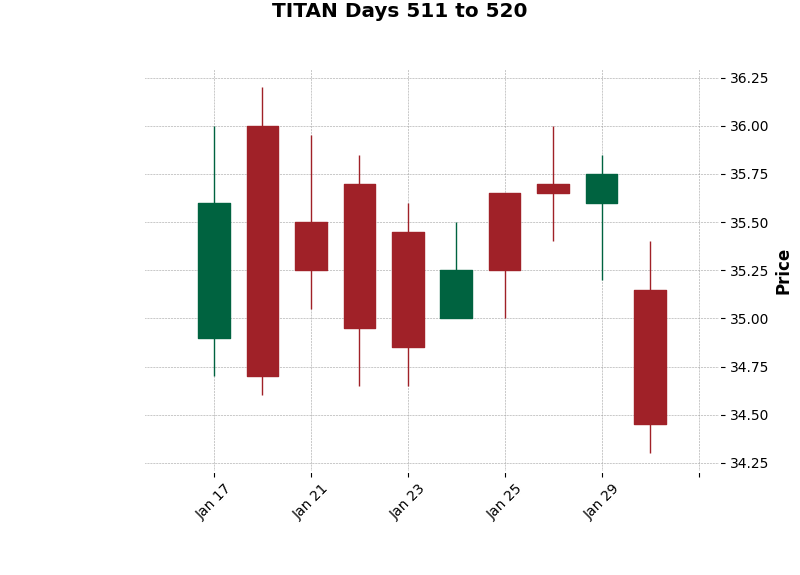 TITAN Days 511 to 520
36.25
36.00
35.75
35.50
35.25
35.00
34.75
34.50
34.25
Price
Jan 17
Jan 21
Jan 23
Jan 25
Jan 29